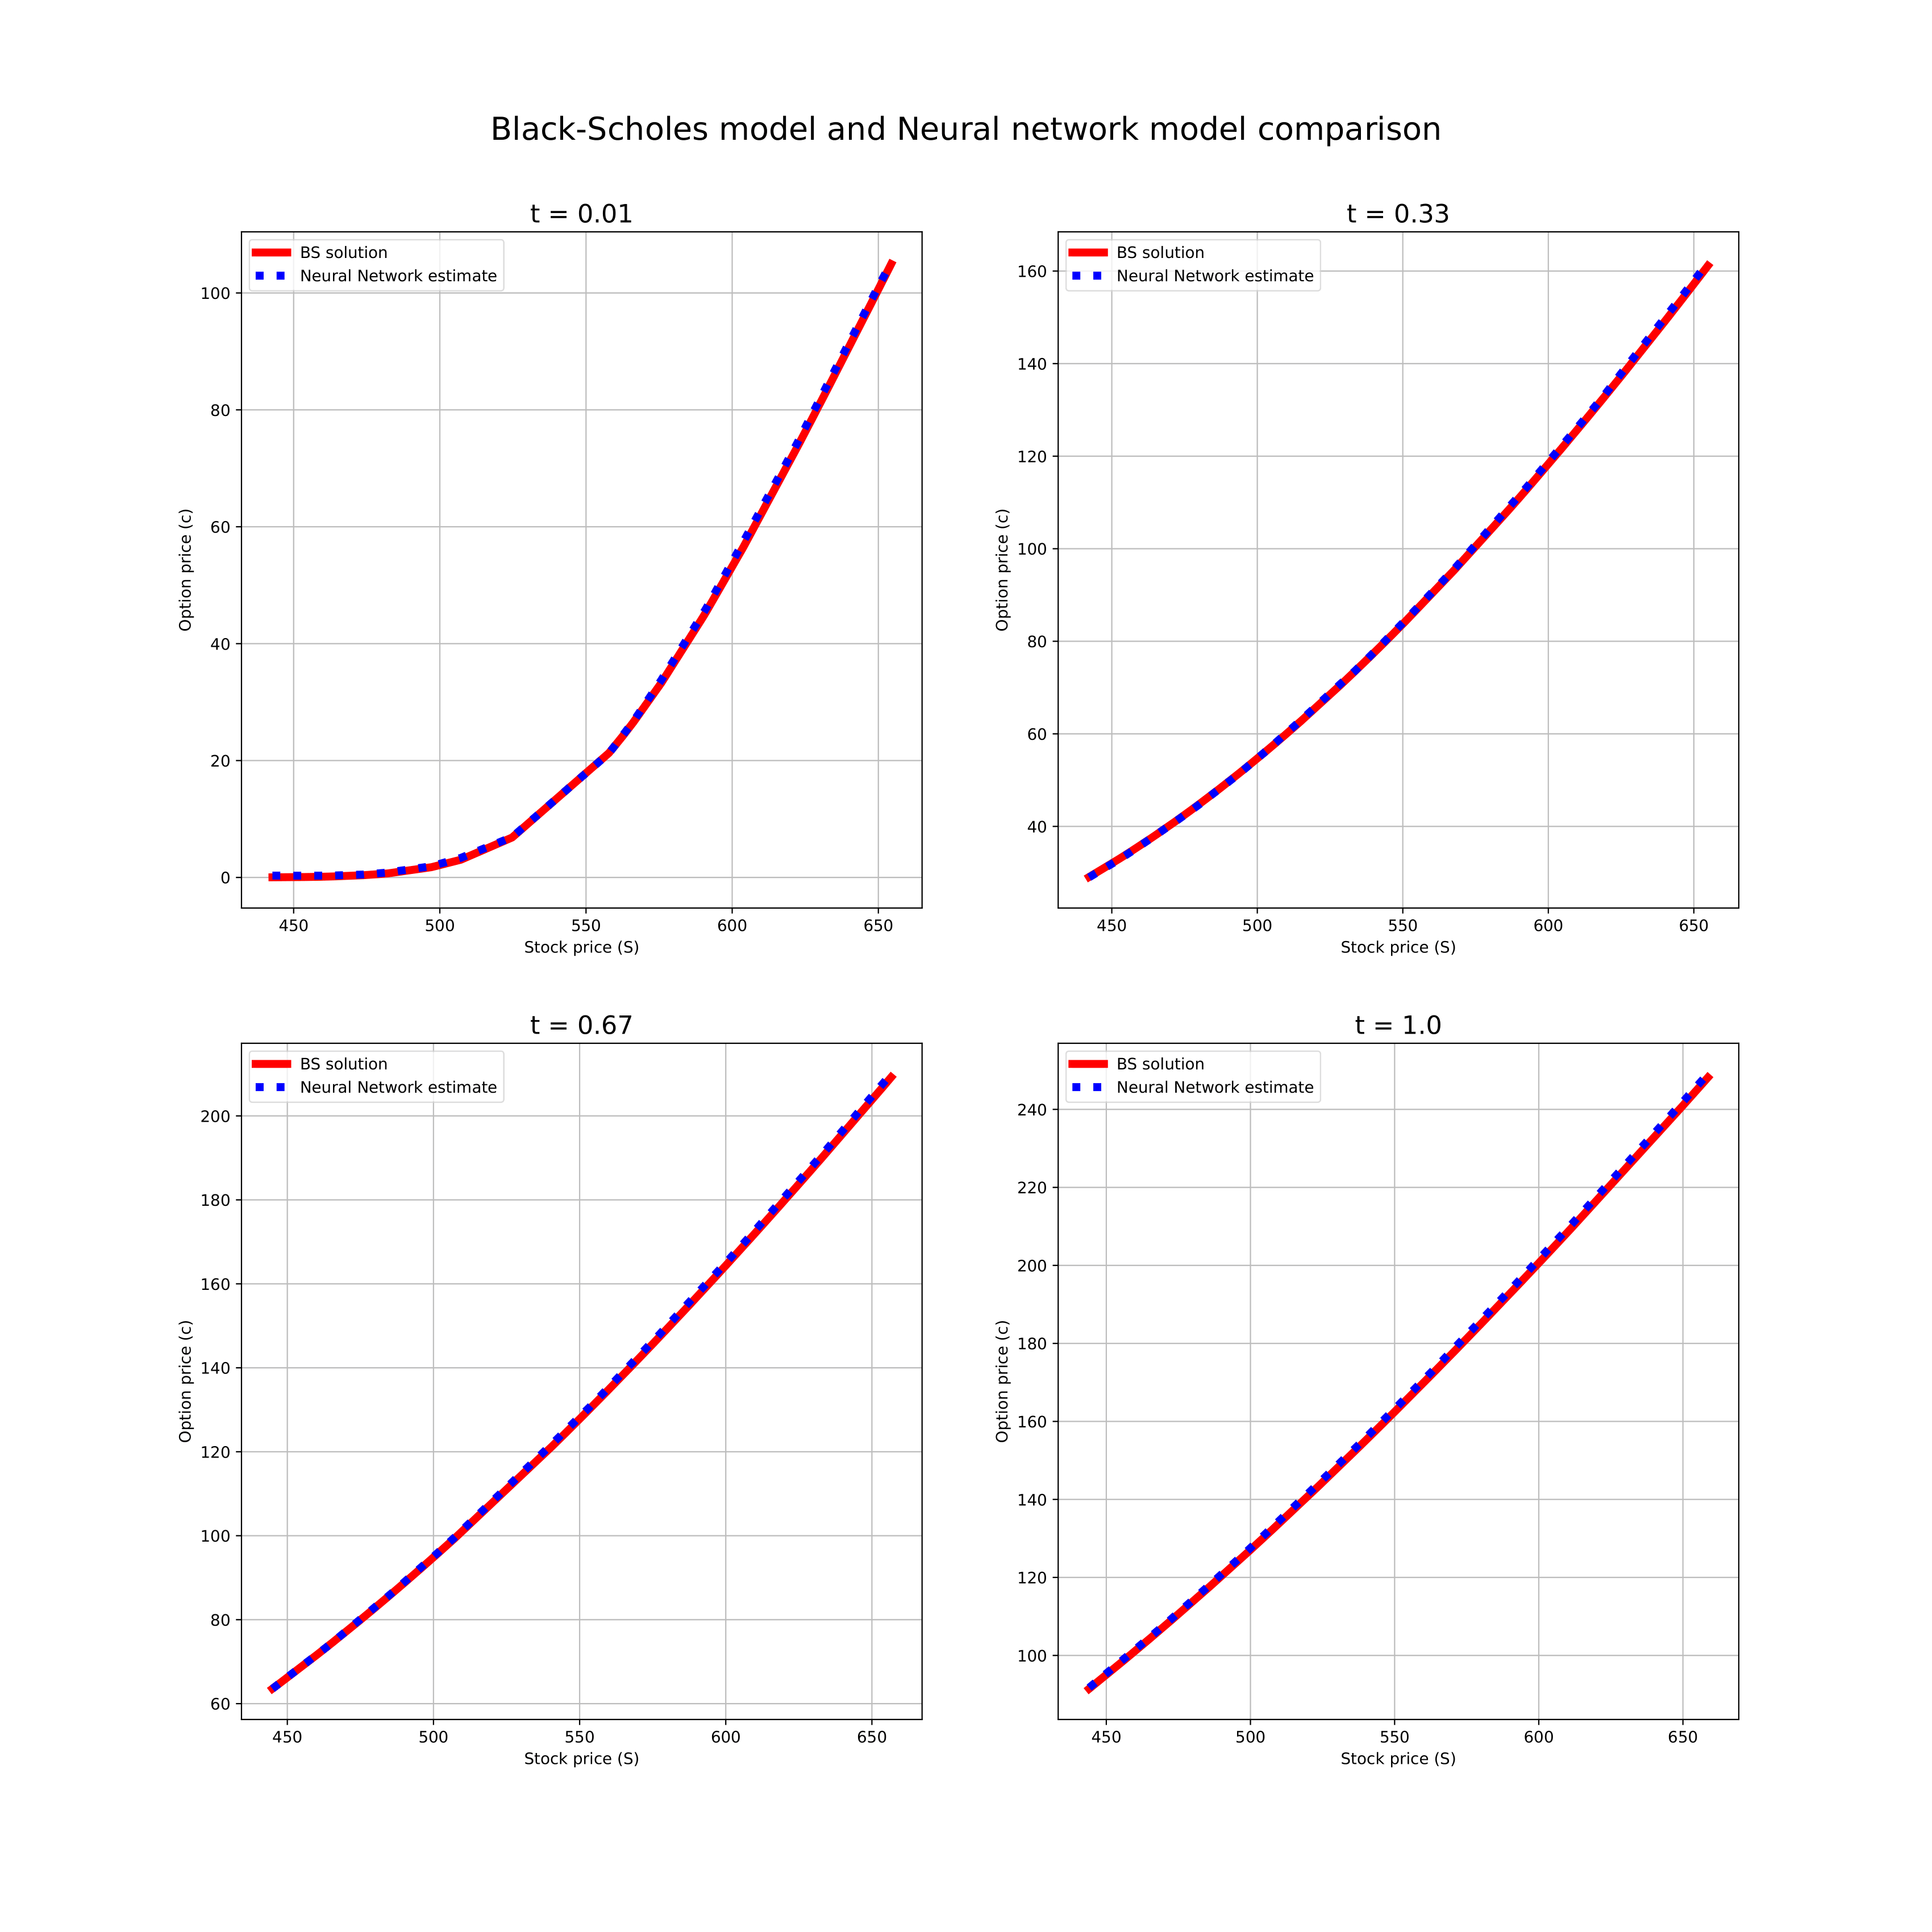 Black-Scholes model and Neural network model comparison
t = 0.01
BS solution
Neural Network estimate
100
80
60
40
20
0
Option price (c)
450 500 550 600 650
Stock price (S)
t = 0.33
BS solution
Neural Network estimate
160
140
120
100
80
60
40
Option price (c)
450 500 550 600 650
Stock price (S)
t = 0.67
BS solution
Neural Network estimate
200
180
160
140
120
100
80
60
Option price (c)
450 500 550 600 650
Stock price (S)
t = 1.0
BS solution
Neural Network estimate
240
220
200
180
160
140
120
100
Option price (c)
450 500 550 600 650
Stock price (S)